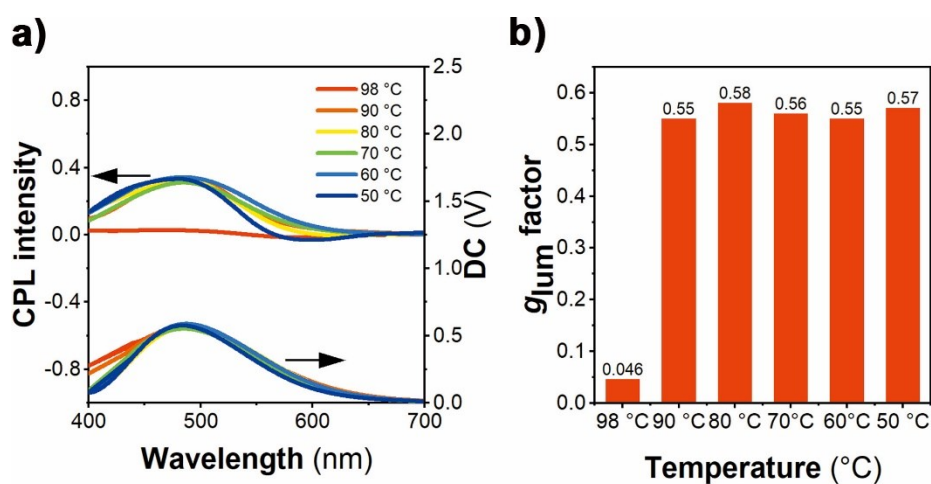 a)
CPL intensity
0.8
0.4
0.0
-0.4
-0.8
98 °C
90 °C
80 °C
70 °C
60 °C
50 °C
2.5
2.0
1.5
1.0
0.5
0.0
DC (V)
400
500
600
700
Wavelength (nm)
b)
glum factor
0.6
0.5
0.4
0.3
0.2
0.1
0.0
0.046
0.55
0.58
0.56
0.55
0.57
98 °C
90 °C
80 °C
70°C
60°C
50 °C
Temperature (°C)